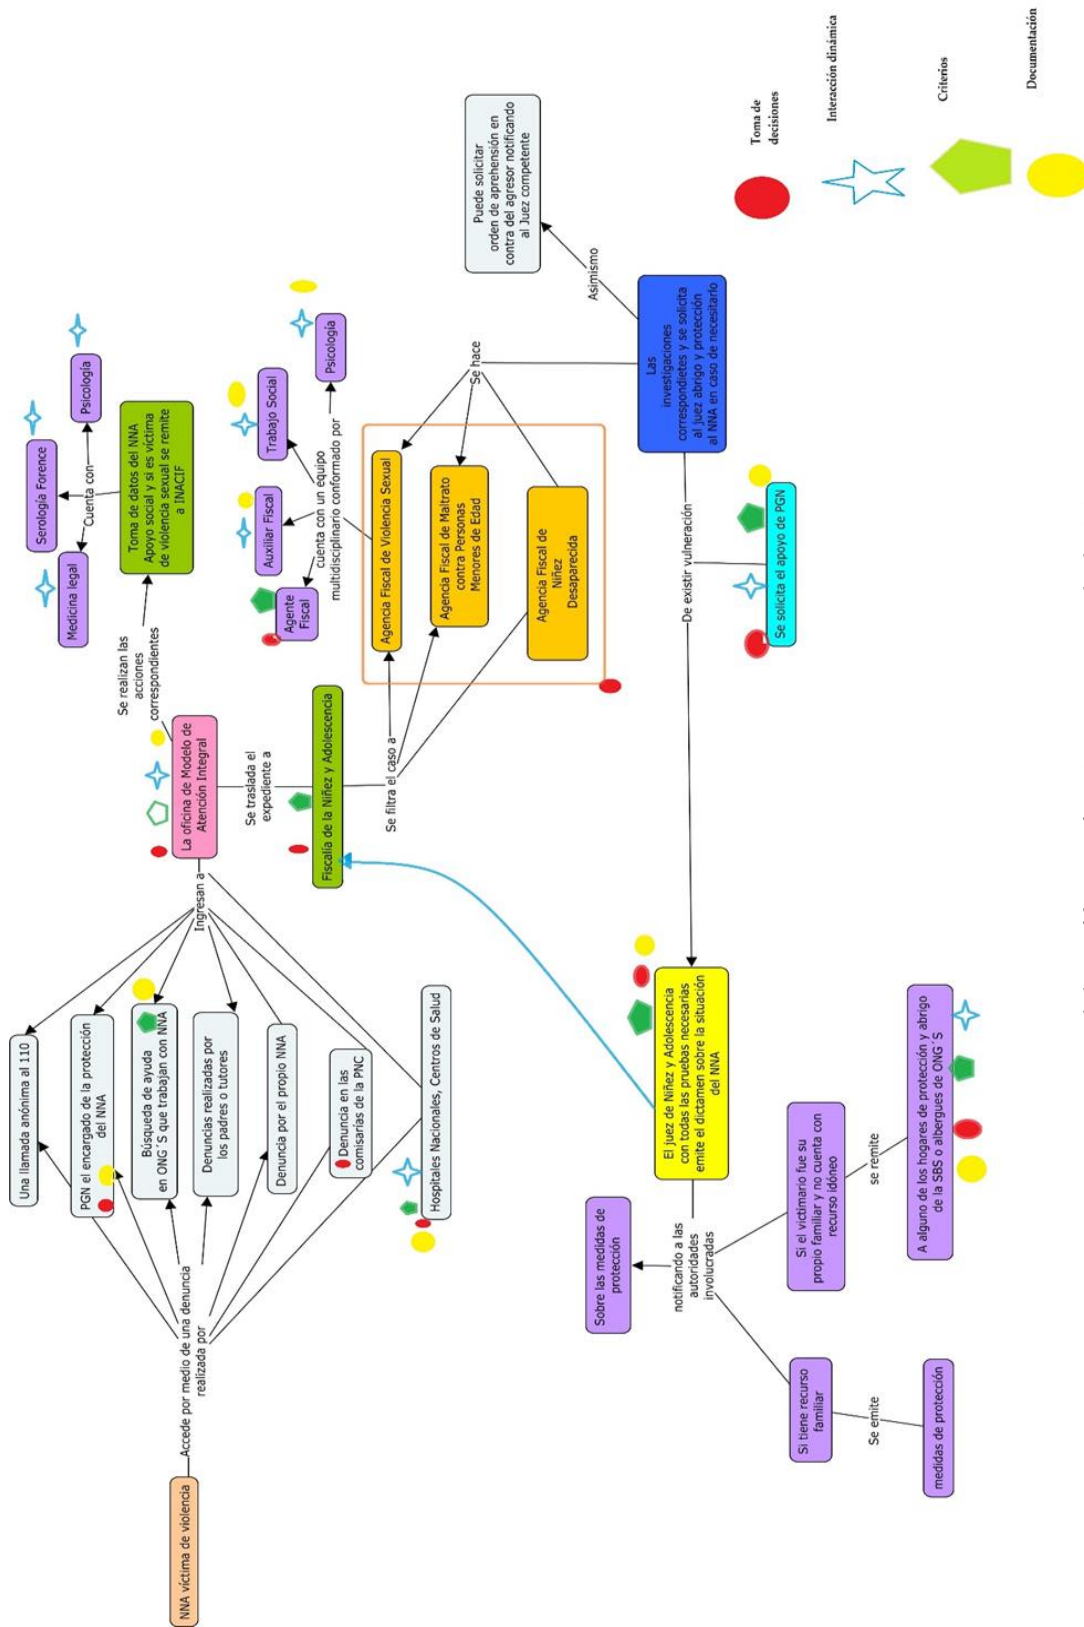 NNA víctima de violencia
Accede por medio de una denuncia
realizada por
Una llamada anónima al 110
PGN el encargado de la protección
del NNA
Búsqueda de ayuda
en ONG´S que trabajan con NNA
Denuncias realizadas por
los padres o tutores
Denuncia por el propio NNA
Denuncia en las
comisarías de la PNC
Hospitales Nacionales, Centros de Salud
Ingresan a
La oficina de Modelo de
Atención Integral
Se realizan las
acciones
correspondientes
Toma de datos del NNA
Apoyo social y si es víctima
de violencia sexual se remite
a INACIF
Cuenta con
Medicina legal
Serología Forence
Psicología
Se traslada el
expediente a
Fiscalía de la Niñez y Adolescencia
Se filtra el caso a
Agencia Fiscal de Violencia Sexual
Agencia Fiscal de Maltrato
contra Personas
Menores de Edad
Agencia Fiscal de
Niñez
Desaparecida
cuenta con un equipo
multidisciplinario conformado por
Agente
Fiscal
Auxiliar Fiscal
Trabajo Social
Psicología
Se hace
Las
investigaciones
correspondietes y se solicita
al juez abrigo y protección
al NNA en caso de necesitarlo
Asimismo
Puede solicitar
orden de aprehensión en
contra del agresor notificando
al Juez competente
De existir vulneración
Se solicita el apoyo de PGN
El juez de Niñez y Adolescencia
con todas las pruebas necesarias
emite el dictamen sobre la situación
del NNA
notificando a las
autoridades
involucradas
Sobre las medidas de
protección
Si tiene recurso
familiar
Se emite
medidas de protección
Si el victimario fue su
propio familiar y no cuenta con
recurso idóneo
se remite
A alguno de los hogares de protección y abrigo
de la SBS o albergues de ONG´S
Toma de
decisiones
Interacción dinámica
Criterios
Documentación